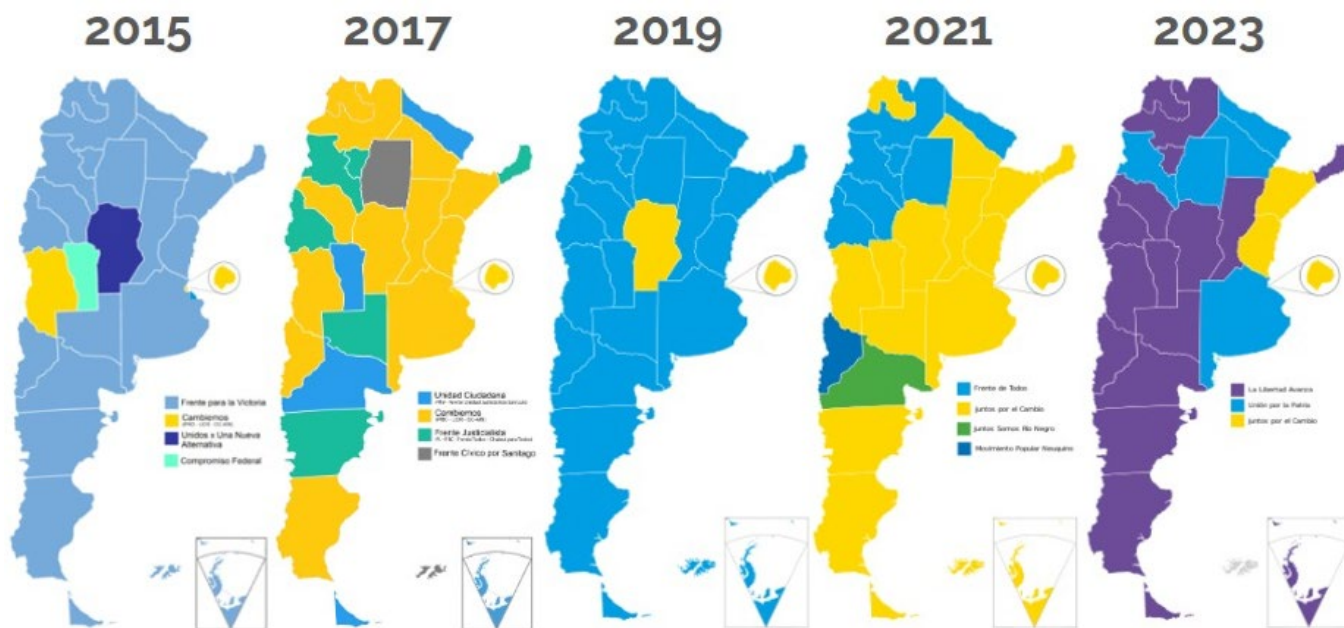 2015
2017
2019
2021
2023
Frente para la Victoria
Cambiemos
Unidos x Una Nueva
Alternativa
Compromiso Federal
Unidad Ciudadana
Cambiemos
Frente Justicialista
Frente Cívico por Santiago
Frente de Todos
Juntos por el Cambio
Juntos Somos Río Negro
Movimiento Popular Neuquino
La Libertad Avanza
Unión por la Patria
Juntos por el Cambio